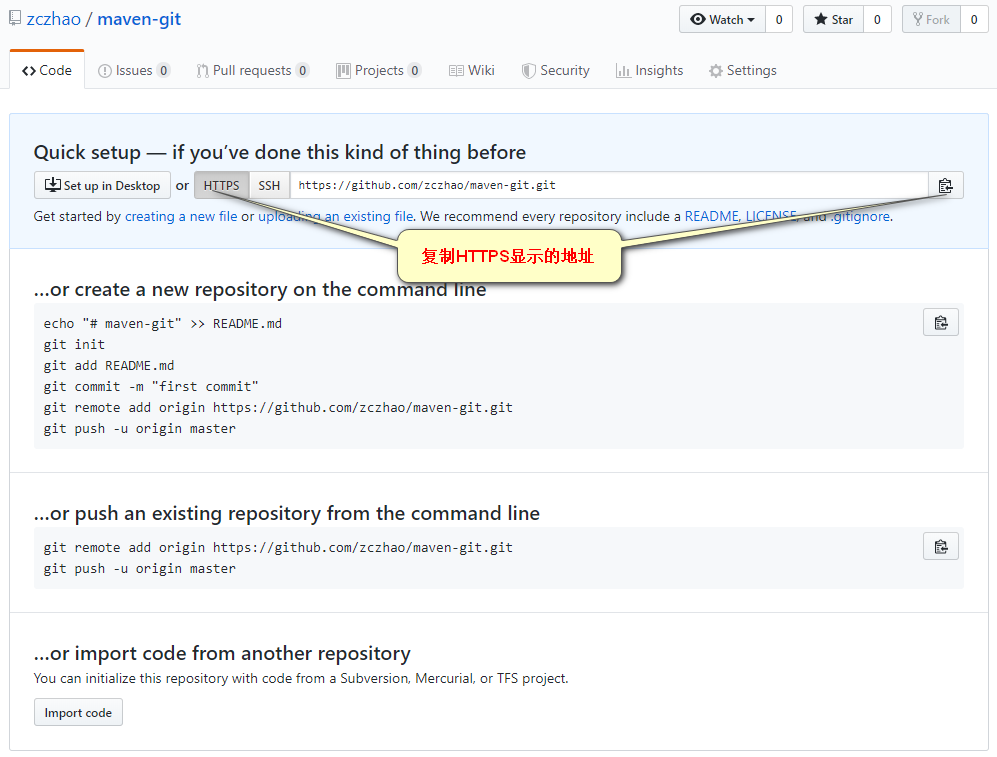 zczhao / maven-git
Watch 0 Star 0 Fork 0
Code Issues 0 Pull requests 0 Projects 0 Wiki Security Insights Settings
Quick setup — if you’ve done this kind of thing before
Set up in Desktop or HTTPS SSH https://github.com/zczhao/maven-git.git
Get started by creating a new file or uploading an existing file. We recommend every repository include a README, LICENSE, and .gitignore.
复制HTTPS显示的地址
…or create a new repository on the command line
echo "# maven-git" >> README.md
git init
git add README.md
git commit -m "first commit"
git remote add origin https://github.com/zczhao/maven-git.git
git push -u origin master
…or push an existing repository from the command line
git remote add origin https://github.com/zczhao/maven-git.git
git push -u origin master
…or import code from another repository
You can initialize this repository with code from a Subversion, Mercurial, or TFS project.
Import code